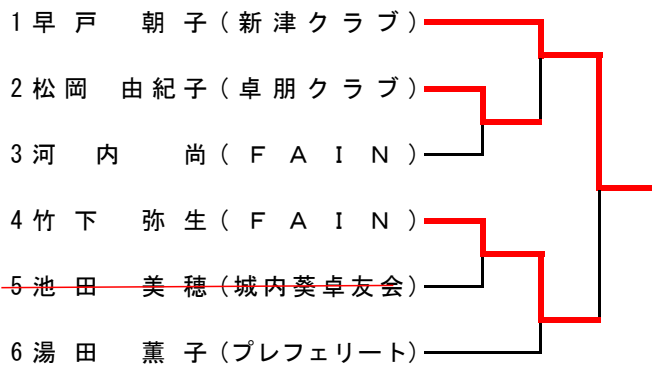 1 早戸 朝子(新津クラブ)
2 松岡 由紀子(卓朋クラブ)
3 河内 尚(FAIN)
4 竹下 弥生(FAIN)
5 池田 美穂(城内葵卓友会)
6 湯田 薫子(プレフェリート)